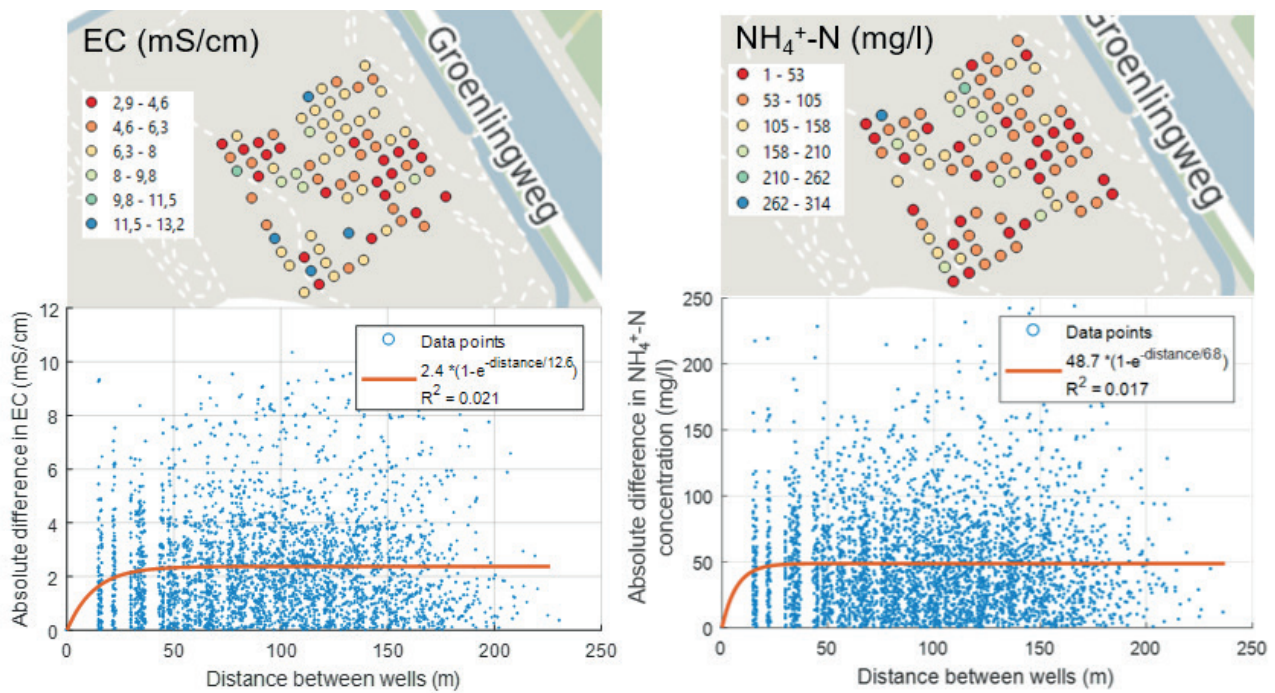 EC (mS/cm)
2,9 - 4,6
4,6 - 6,3
6,3 - 8
8 - 9,8
9,8 - 11,5
11,5 - 13,2
Groenlingweg
NH₄⁺-N (mg/l)
1 - 53
53 - 105
105 - 158
158 - 210
210 - 262
262 - 314
Groenlingweg
Absolute difference in EC (mS/cm)
12
10
8
6
4
2
0
0 50 100 150 200 250
Distance between wells (m)
Data points
2.4 *(1-e^-distance/12.6)
R² = 0.021
Absolute difference in NH₄⁺-N
concentration (mg/l)
250
200
150
100
50
0
0 50 100 150 200 250
Distance between wells (m)
Data points
48.7 *(1-e^-distance/6.8)
R² = 0.017